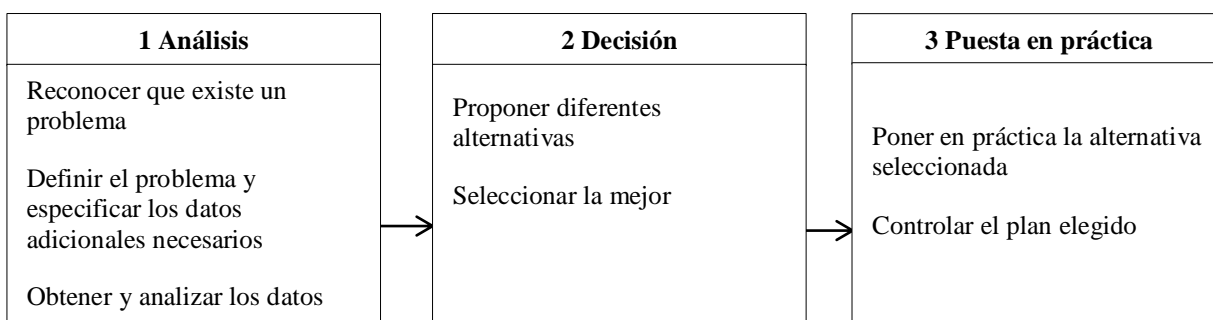 1 Análisis
Reconocer que existe un
problema
Definir el problema y
especificar los datos
adicionales necesarios
Obtener y analizar los datos
2 Decisión
Proponer diferentes
alternativas
Seleccionar la mejor
3 Puesta en práctica
Poner en práctica la alternativa
seleccionada
Controlar el plan elegido